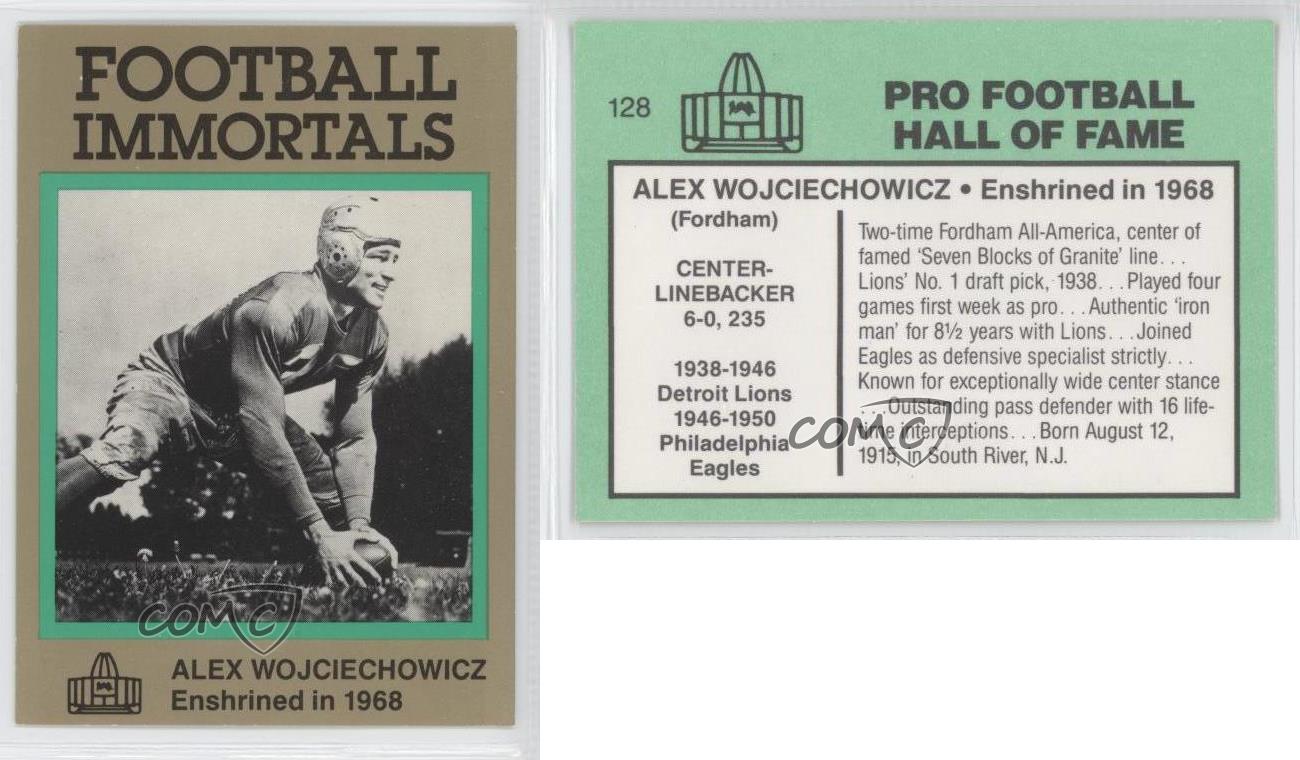 FOOTBALL
IMMORTALS
COMC
ALEX WOJCIECHOWICZ
Enshrined in 1968
128
PRO FOOTBALL
HALL OF FAME
ALEX WOJCIECHOWICZ • Enshrined in 1968
(Fordham)
CENTER-
LINEBACKER
6-0, 235
1938-1946
Detroit Lions
1946-1950
Philadelphia
Eagles
Two-time Fordham All-America, center of
famed 'Seven Blocks of Granite' line...
Lions' No. 1 draft pick, 1938...Played four
games first week as pro...Authentic 'iron
man' for 8½ years with Lions...Joined
Eagles as defensive specialist strictly...
Known for exceptionally wide center stance
...Outstanding pass defender with 16 life-
time interceptions...Born August 12,
1915, in South River, N.J.
COMC